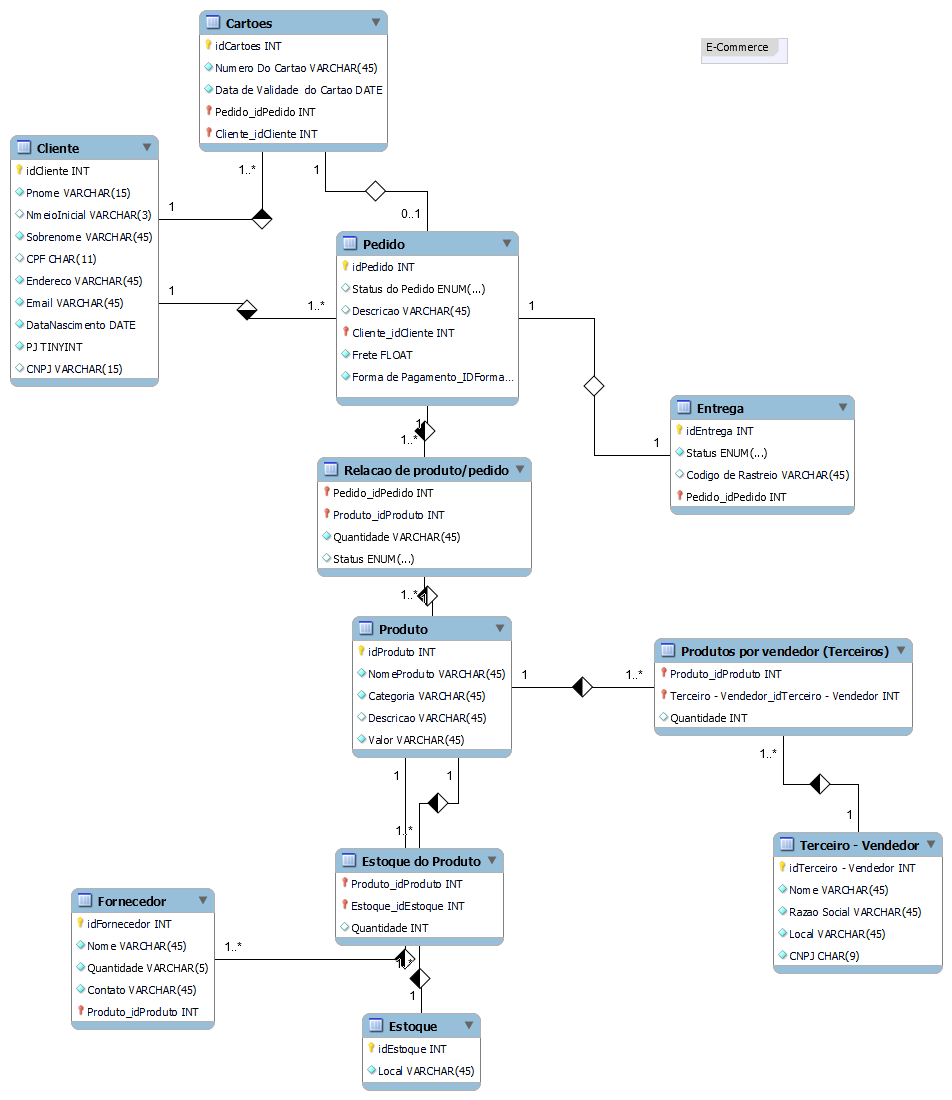 Cartoes
idCartoes INT
Numero Do Cartao VARCHAR(45)
Data de Validade do Cartao DATE
Pedido_idPedido INT
Cliente_idCliente INT
E-Commerce
Cliente
idCliente INT
Pnome VARCHAR(15)
NmeioInicial VARCHAR(3)
Sobrenome VARCHAR(45)
CPF CHAR(11)
Endereco VARCHAR(45)
Email VARCHAR(45)
DataNascimento DATE
PJ TINYINT
CNPJ VARCHAR(15)
1..*
1
1
0..1
1
1..*
Pedido
idPedido INT
Status do Pedido ENUM(...)
Descricao VARCHAR(45)
Cliente_idCliente INT
Frete FLOAT
Forma de Pagamento_IDForma...
1
1
Entrega
idEntrega INT
Status ENUM(...)
Codigo de Rastreio VARCHAR(45)
Pedido_idPedido INT
1
1..*
Relacao de produto/pedido
Pedido_idPedido INT
Produto_idProduto INT
Quantidade VARCHAR(45)
Status ENUM(...)
1..*
Produto
idProduto INT
NomeProduto VARCHAR(45)
Categoria VARCHAR(45)
Descricao VARCHAR(45)
Valor VARCHAR(45)
1
1..*
Produtos por vendedor (Terceiros)
Produto_idProduto INT
Terceiro - Vendedor_idTerceiro - Vendedor INT
Quantidade INT
1..*
1
Terceiro - Vendedor
idTerceiro - Vendedor INT
Nome VARCHAR(45)
Razao Social VARCHAR(45)
Local VARCHAR(45)
CNPJ CHAR(9)
1
1
1..*
Estoque do Produto
Produto_idProduto INT
Estoque_idEstoque INT
Quantidade INT
Fornecedor
idFornecedor INT
Nome VARCHAR(45)
Quantidade VARCHAR(5)
Contato VARCHAR(45)
Produto_idProduto INT
1..*
1
Estoque
idEstoque INT
Local VARCHAR(45)